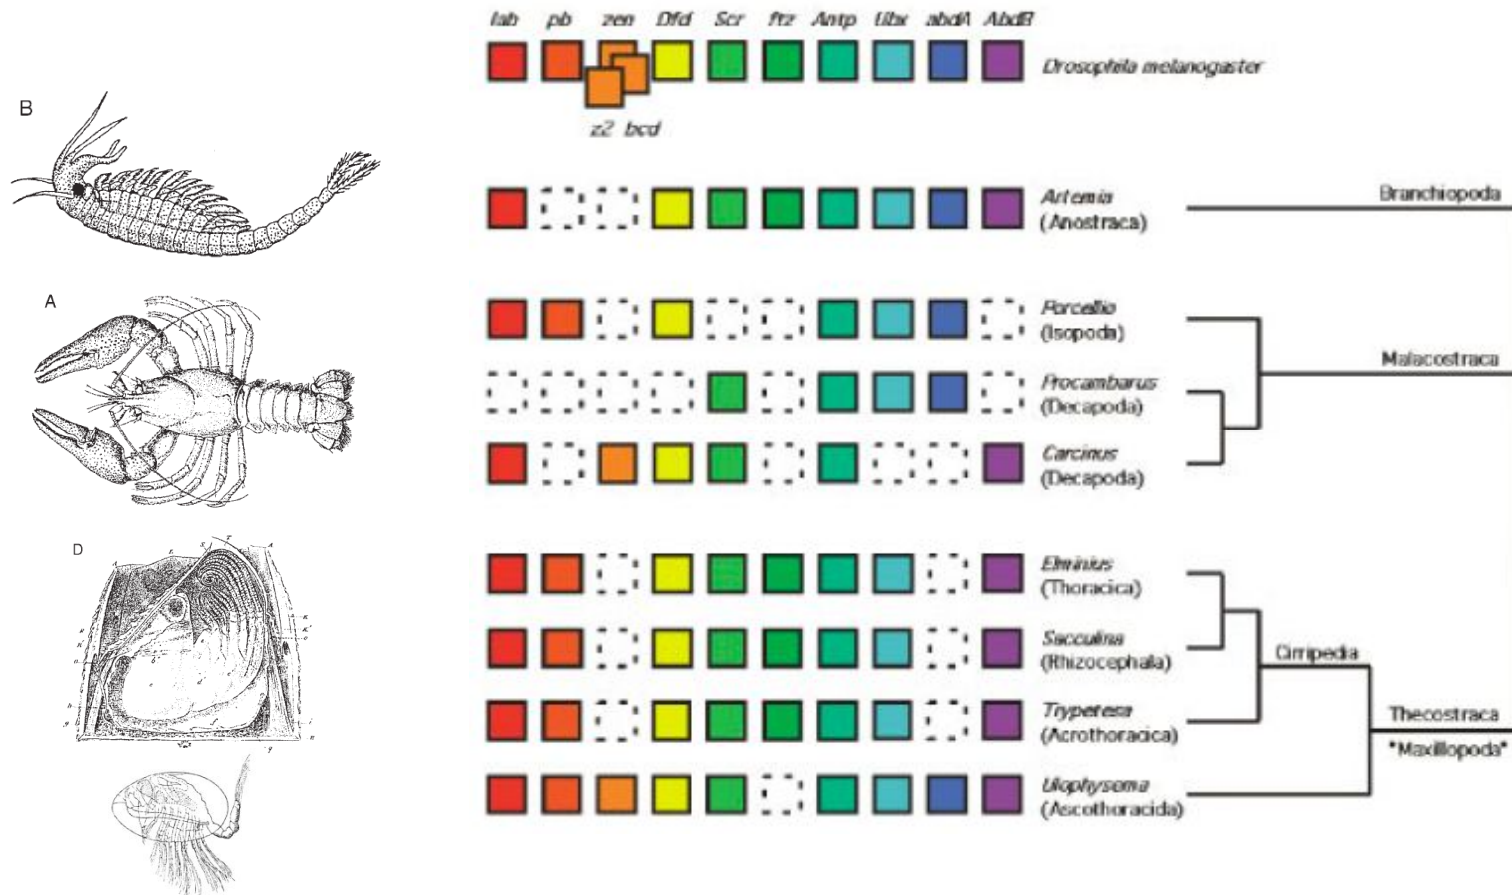 lab pb zen Dfd Scr ftz Antp Ubx abdA AbdB
Drosophila melanogaster
z2 bcd
B
Artemia
(Anostraca)
Branchiopoda
A
Porcellio
(Isopoda)
Malacostraca
Procambarus
(Decapoda)
Carcinus
(Decapoda)
D
Elminius
(Thoracica)
Sacculina
(Rhizocephala)
Cirripedia
Trypetesa
(Acrothoracica)
Thecostraca
"Maxillopoda"
Ulophysema
(Ascothoracida)